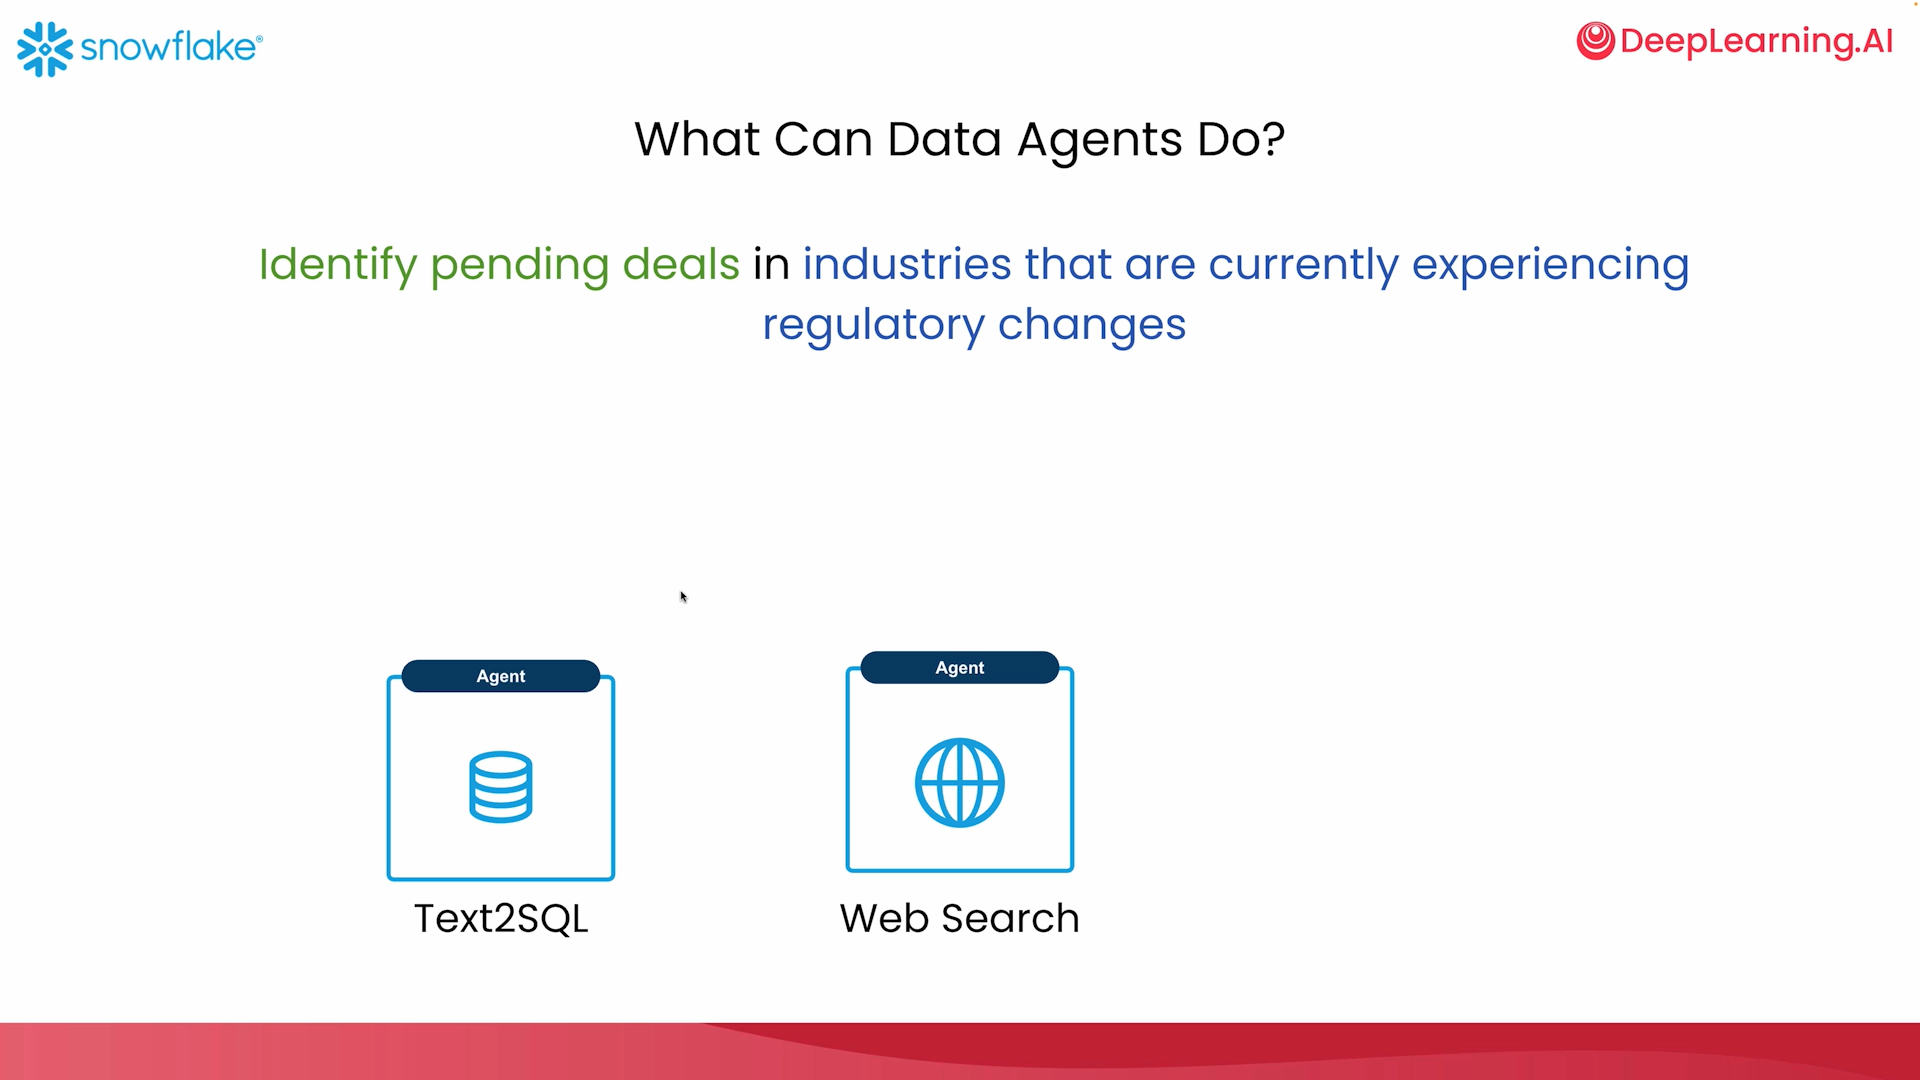 snowflake®
DeepLearning.AI
What Can Data Agents Do?
Identify pending deals in industries that are currently experiencing
regulatory changes
Agent
Agent
Text2SQL
Web Search